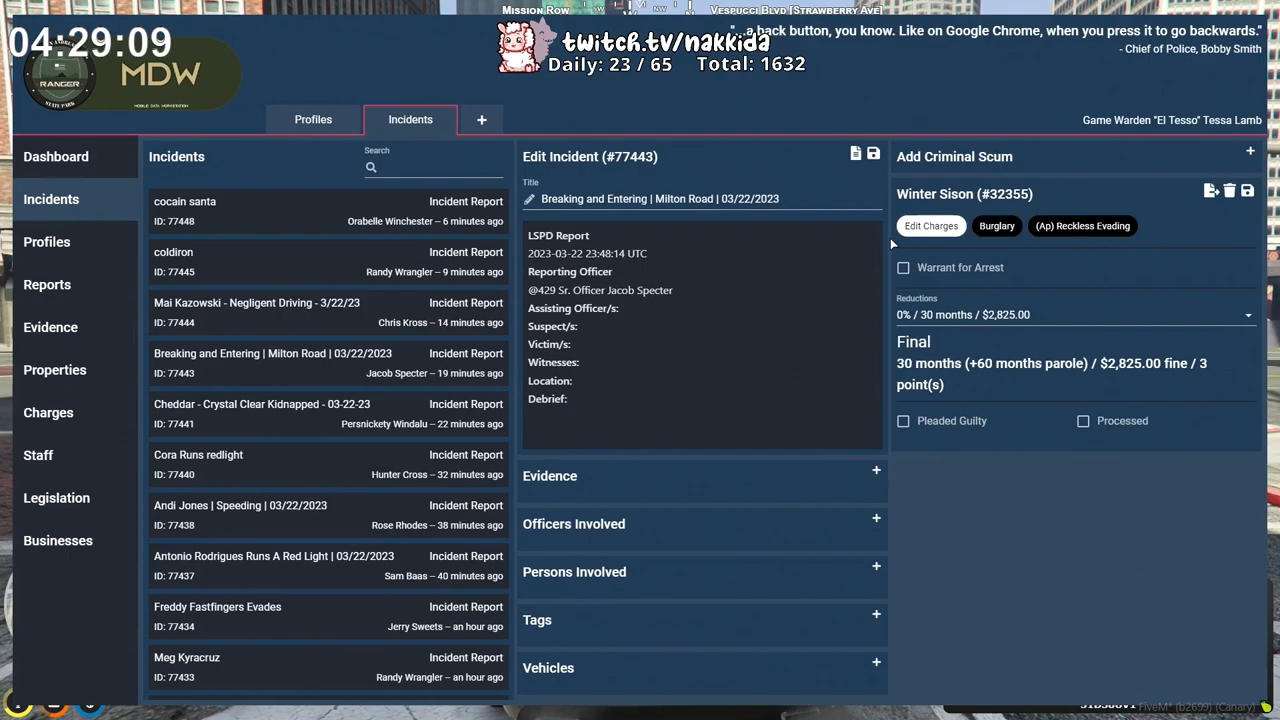 Mission Row
Vespucci Blvd [Strawberry Ave]
04:29:09
twitch.tv/nakkida
Daily: 23 / 65 Total: 1632
a back button, you know. Like on Google Chrome, when you press it to go backwards."
- Chief of Police, Bobby Smith
RANGER
STATE PARK
MDW
MOBILE DATA WORKSTATION
Profiles
Incidents
+
Game Warden "El Tesso" Tessa Lamb
Dashboard
Incidents
Profiles
Reports
Evidence
Properties
Charges
Staff
Legislation
Businesses
Incidents
Search
cocain santa Incident Report
ID: 77448 Orabelle Winchester – 6 minutes ago
coldiron Incident Report
ID: 77445 Randy Wrangler – 9 minutes ago
Mai Kazowski - Negligent Driving - 3/22/23 Incident Report
ID: 77444 Chris Kross – 14 minutes ago
Breaking and Entering | Milton Road | 03/22/2023 Incident Report
ID: 77443 Jacob Specter – 19 minutes ago
Cheddar - Crystal Clear Kidnapped - 03-22-23 Incident Report
ID: 77441 Persnickety Windalu – 22 minutes ago
Cora Runs redlight Incident Report
ID: 77440 Hunter Cross – 32 minutes ago
Andi Jones | Speeding | 03/22/2023 Incident Report
ID: 77438 Rose Rhodes – 38 minutes ago
Antonio Rodrigues Runs A Red Light | 03/22/2023 Incident Report
ID: 77437 Sam Baas – 40 minutes ago
Freddy Fastfingers Evades Incident Report
ID: 77434 Jerry Sweets – an hour ago
Meg Kyracruz Incident Report
ID: 77433 Randy Wrangler – an hour ago
Edit Incident (#77443)
Title
Breaking and Entering | Milton Road | 03/22/2023
LSPD Report
2023-03-22 23:48:14 UTC
Reporting Officer
@429 Sr. Officer Jacob Specter
Assisting Officer/s:
Suspect/s:
Victim/s:
Witnesses:
Location:
Debrief:
Evidence +
Officers Involved +
Persons Involved +
Tags +
Vehicles +
Add Criminal Scum +
Winter Sison (#32355)
Edit Charges Burglary (Ap) Reckless Evading
Warrant for Arrest
Reductions
0% / 30 months / $2,825.00
Final
30 months (+60 months parole) / $2,825.00 fine / 3
point(s)
Pleaded Guilty Processed
FiveM* (b2699) (Canary)